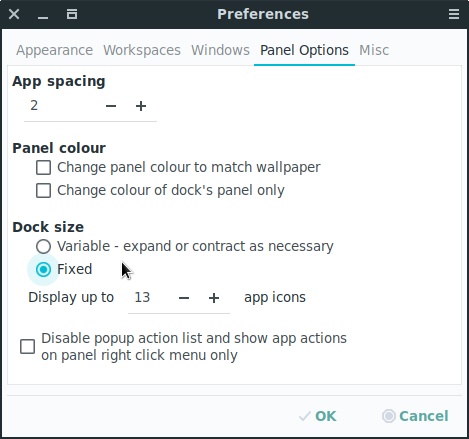 Preferences
Appearance Workspaces Windows Panel Options Misc
App spacing
2 − +
Panel colour
Change panel colour to match wallpaper
Change colour of dock's panel only
Dock size
Variable - expand or contract as necessary
Fixed
Display up to 13 − + app icons
Disable popup action list and show app actions
on panel right click menu only
OK Cancel